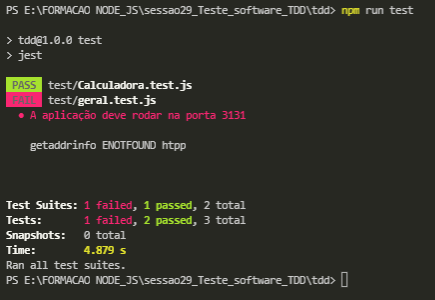 PS E:\FORMACAO NODE_JS\sessao29_Teste_software_TDD\tdd> npm run test
> tdd@1.0.0 test
> jest
PASS test/Calculadora.test.js
FAIL test/geral.test.js
● A aplicação deve rodar na porta 3131
getaddrinfo ENOTFOUND htpp
Test Suites: 1 failed, 1 passed, 2 total
Tests: 1 failed, 2 passed, 3 total
Snapshots: 0 total
Time: 4.879 s
Ran all test suites.
PS E:\FORMACAO NODE_JS\sessao29_Teste_software_TDD\tdd>